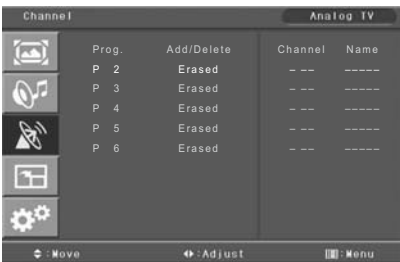 Channel Analog TV
Prog. Add/Delete Channel Name
P 2 Erased – –– –––––
P 3 Erased – –– –––––
P 4 Erased – –– –––––
P 5 Erased – –– –––––
P 6 Erased – –– –––––
:Move :Adjust :Menu